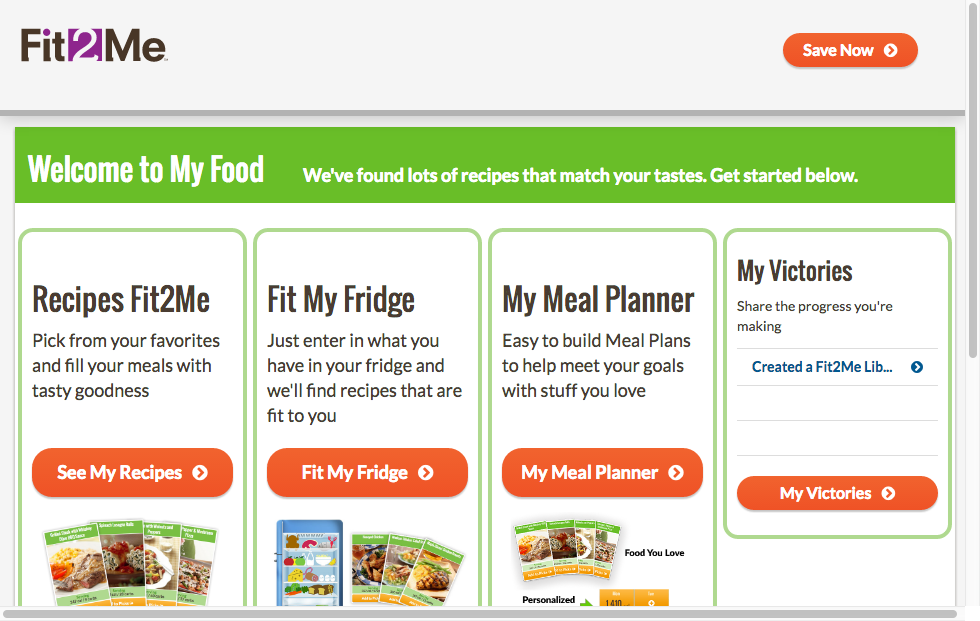 Fit2Me
Save Now
Welcome to My Food
We've found lots of recipes that match your tastes. Get started below.
Recipes Fit2Me
Pick from your favorites
and fill your meals with
tasty goodness
See My Recipes
Fit My Fridge
Just enter in what you
have in your fridge and
we'll find recipes that are
fit to you
Fit My Fridge
My Meal Planner
Easy to build Meal Plans
to help meet your goals
with stuff you love
My Meal Planner
Food You Love
Personalized
1,410
My Victories
Share the progress you're
making
Created a Fit2Me Lib...
My Victories